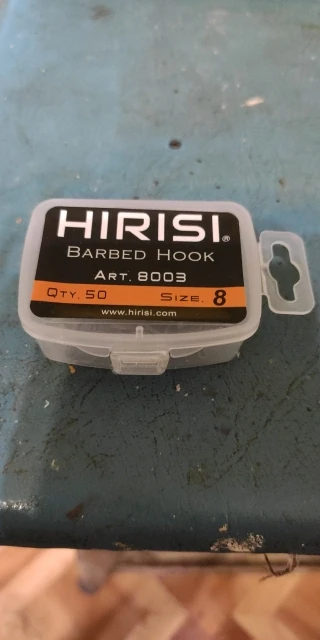 HIRISI®
BARBED HOOK
ART. 8003
QTY. 50 SIZE. 8
www.hirisi.com